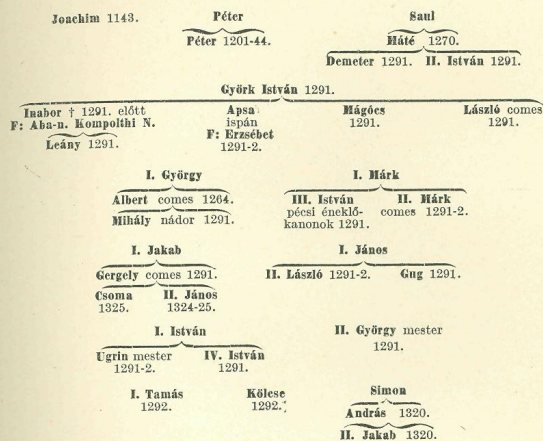 Joachim 1143. Péter Saul
Péter 1201-44. Máté 1270.
Demeter 1291. II. István 1291.
Györk István 1291.
Inabor † 1291. előtt Apsa Mágócs László comes
F: Aba-n. Kompolthi N. ispán 1291. 1291.
Leány 1291. F: Erzsébet
1291-2.
I. György I. Márk
Albert comes 1264. III. István II. Márk
Mihály nádor 1291. pécsi éneklő- comes 1291-2.
kanonok 1291.
I. Jakab I. János
Gergely comes 1291. II. László 1291-2. Gug 1291.
Csoma II. János
1325. 1324-25.
I. István II. György mester
Ugrin mester IV. István 1291.
1291-2. 1291.
I. Tamás Kölcse Simon
1292. 1292. András 1320.
II. Jakab 1320.